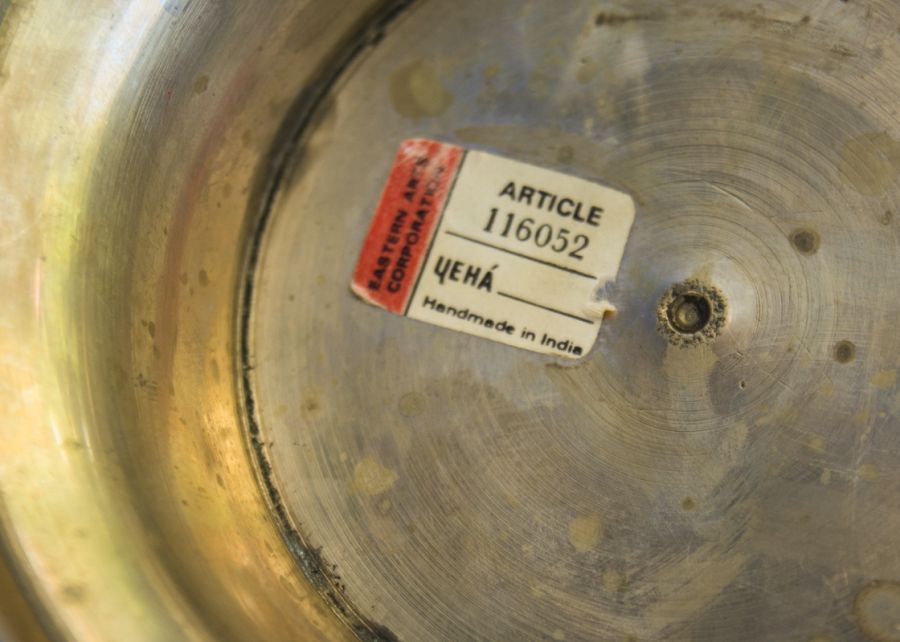 EASTERN ARTS
CORPORATION
ARTICLE
116052
ЦЕНА́
Handmade in India